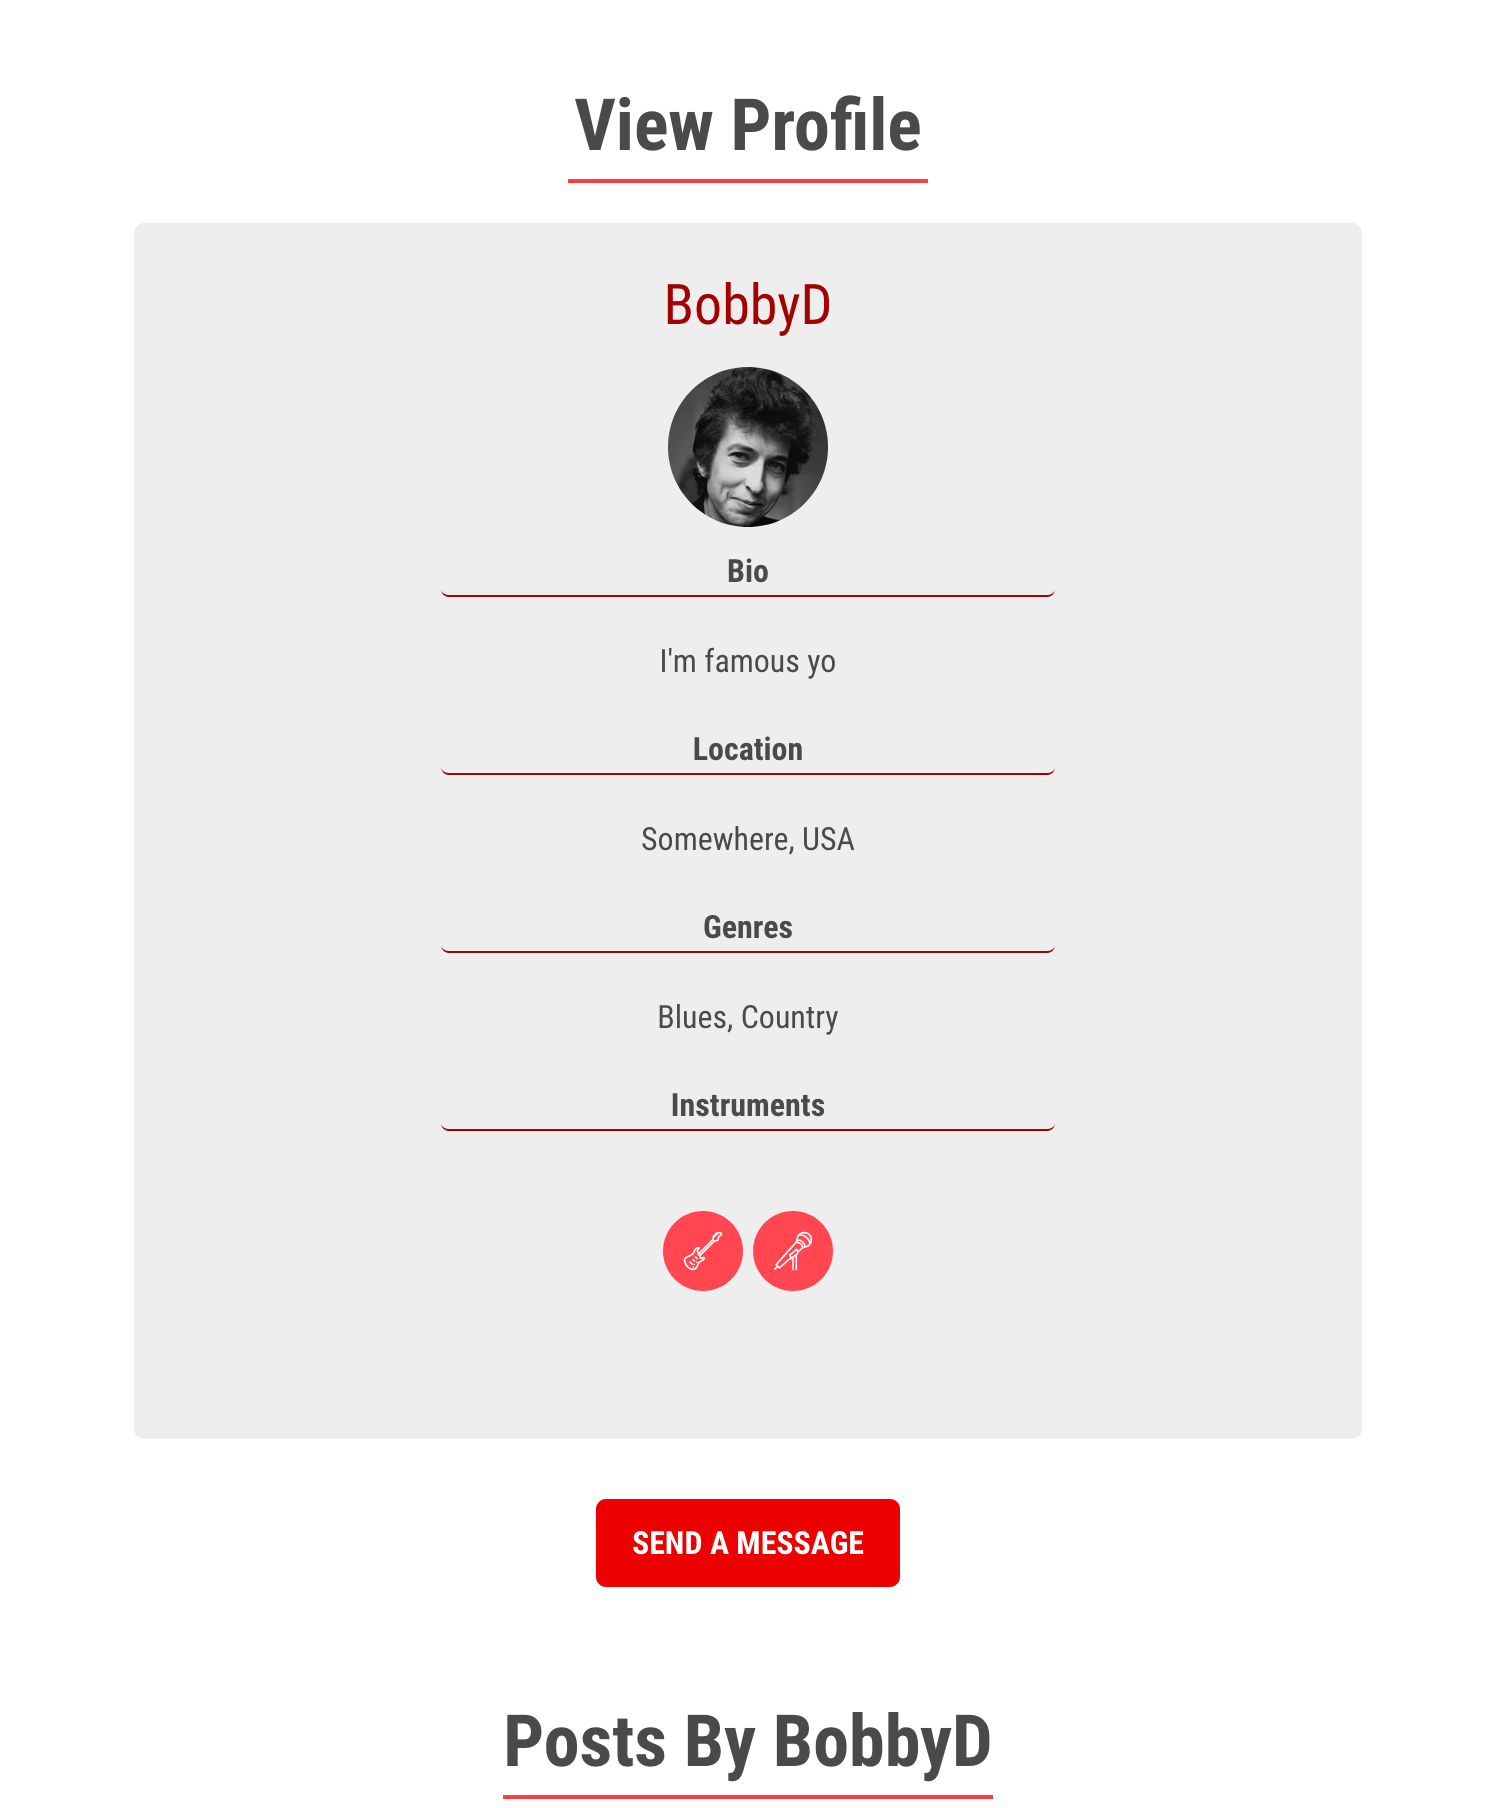 View Profile
BobbyD
Bio
I'm famous yo
Location
Somewhere, USA
Genres
Blues, Country
Instruments
SEND A MESSAGE
Posts By BobbyD